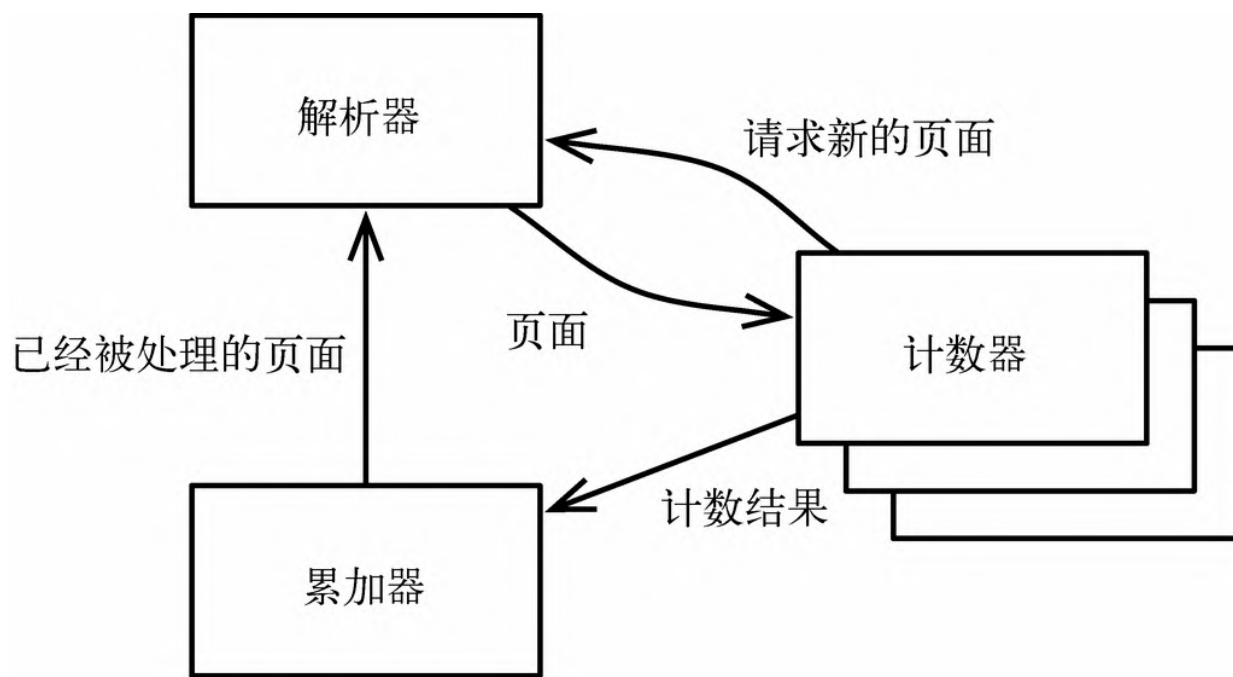 解析器
请求新的页面
页面
已经被处理的页面
计数器
计数结果
累加器